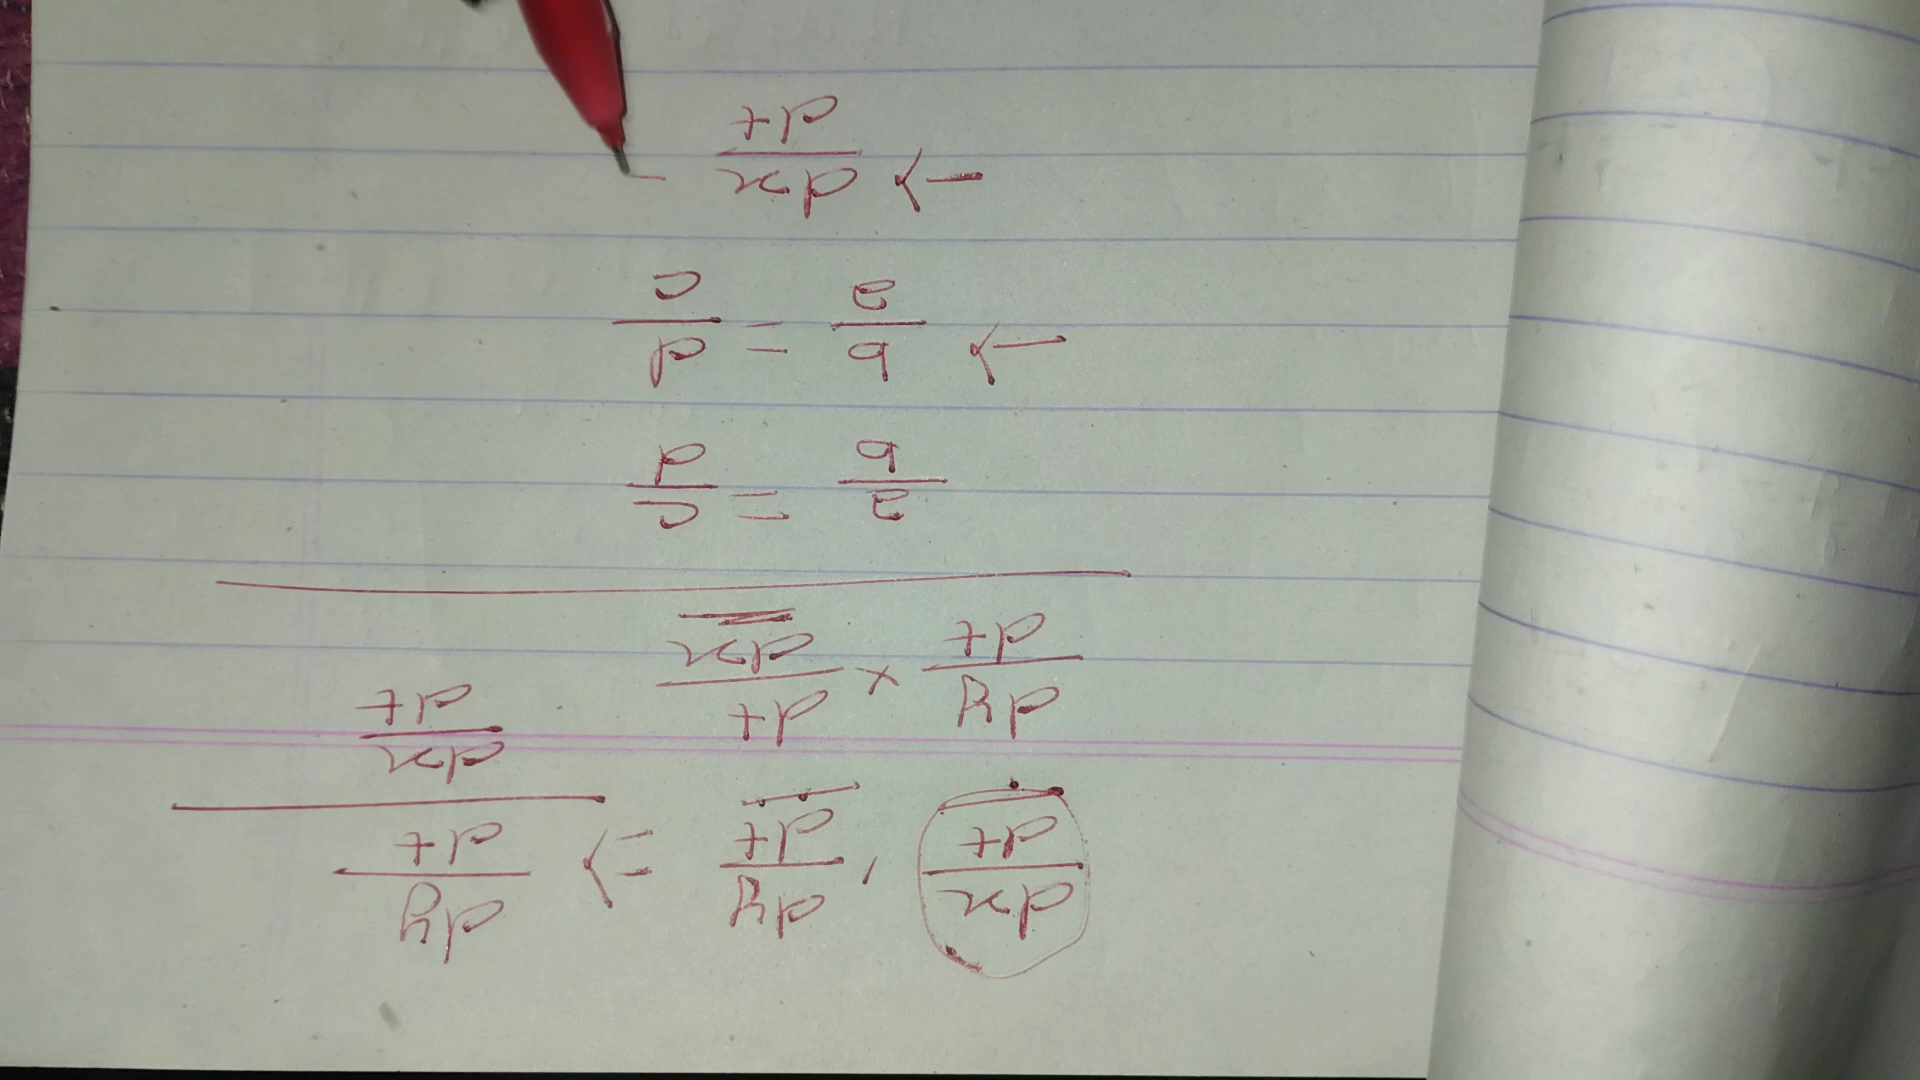 dx/dt , dy/dt => (dy/dt)/(dx/dt)
dy/dt × dt/dx
a/b = c/d
→ b/a = d/c
→ dx/dt -